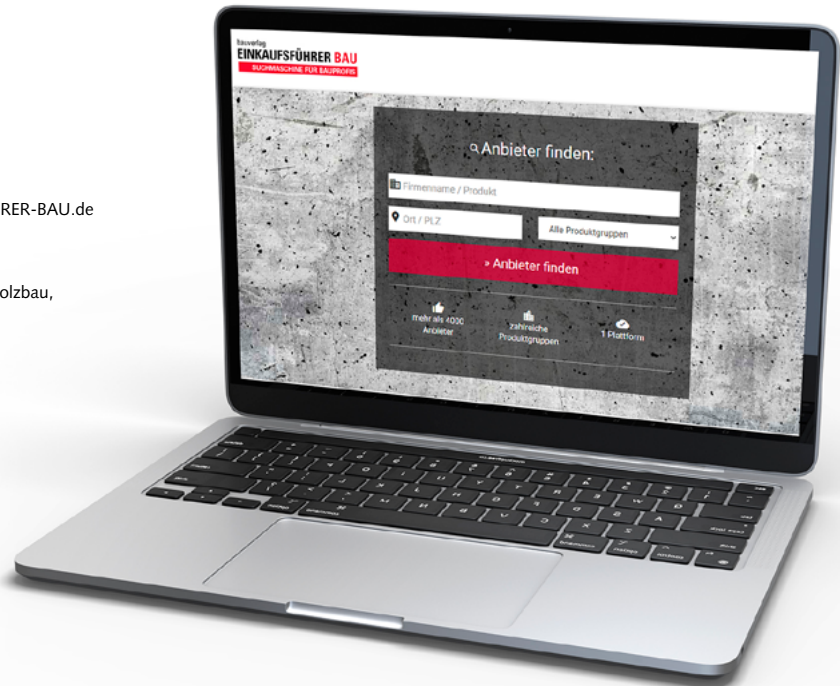 bauverlag
EINKAUFSFÜHRER BAU
SUCHMASCHINE FÜR BAUPROFIS
RER-BAU.de
olzbau,
Anbieter finden:
Firmenname / Produkt
Ort / PLZ
Alle Produktgruppen
» Anbieter finden
mehr als 4000
Anbieter
zahlreiche
Produktgruppen
1 Plattform